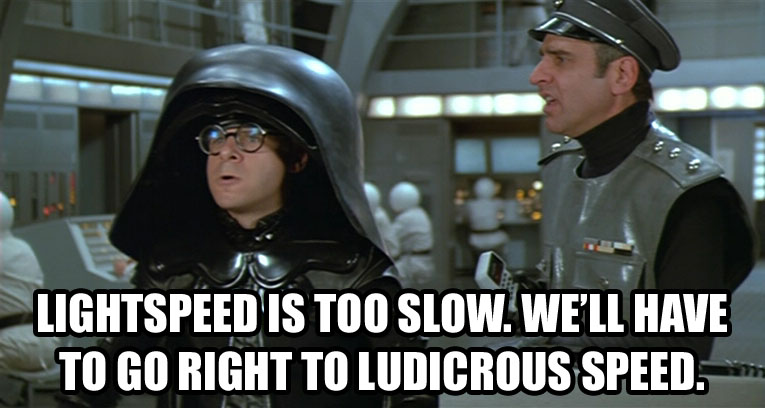 LIGHTSPEED IS TOO SLOW. WE'LL HAVE
TO GO RIGHT TO LUDICROUS SPEED.